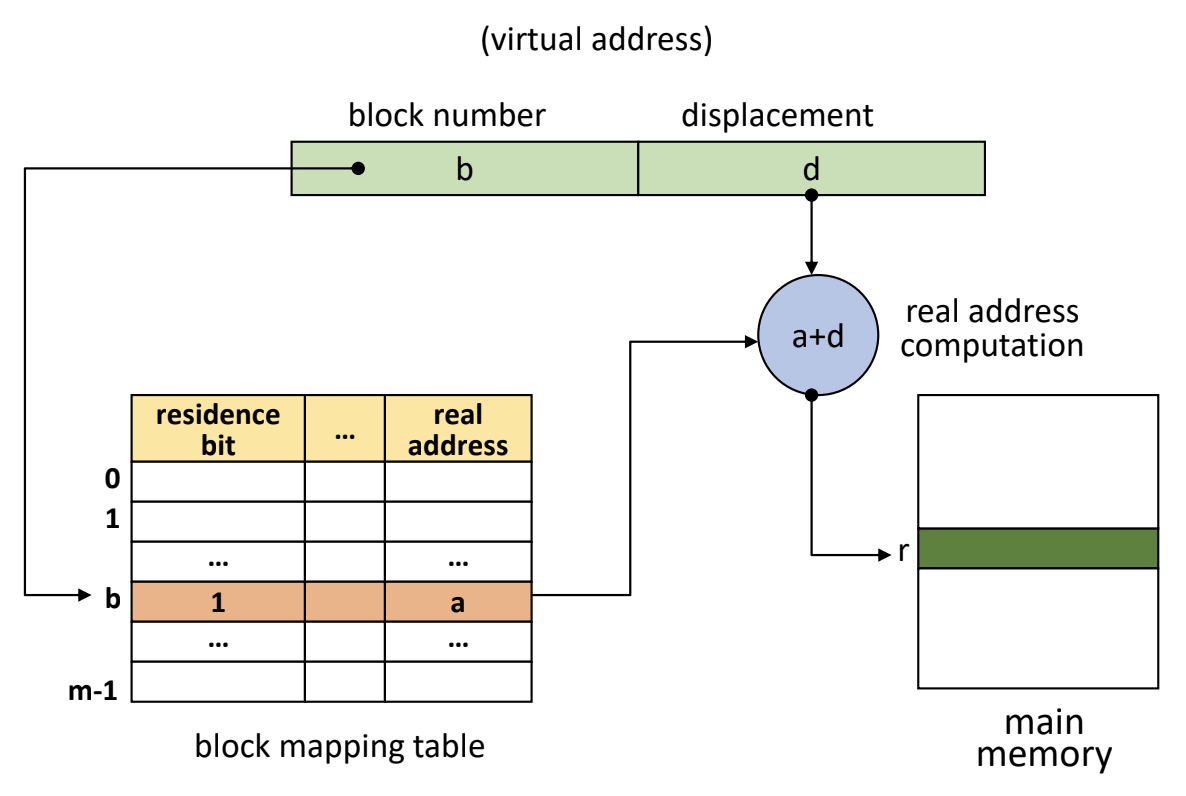 (virtual address)
block number displacement
b d
a+d
real address
computation
residence
bit
...
real
address
0
1
... ...
b 1 a
... ...
m-1
block mapping table
r
main
memory